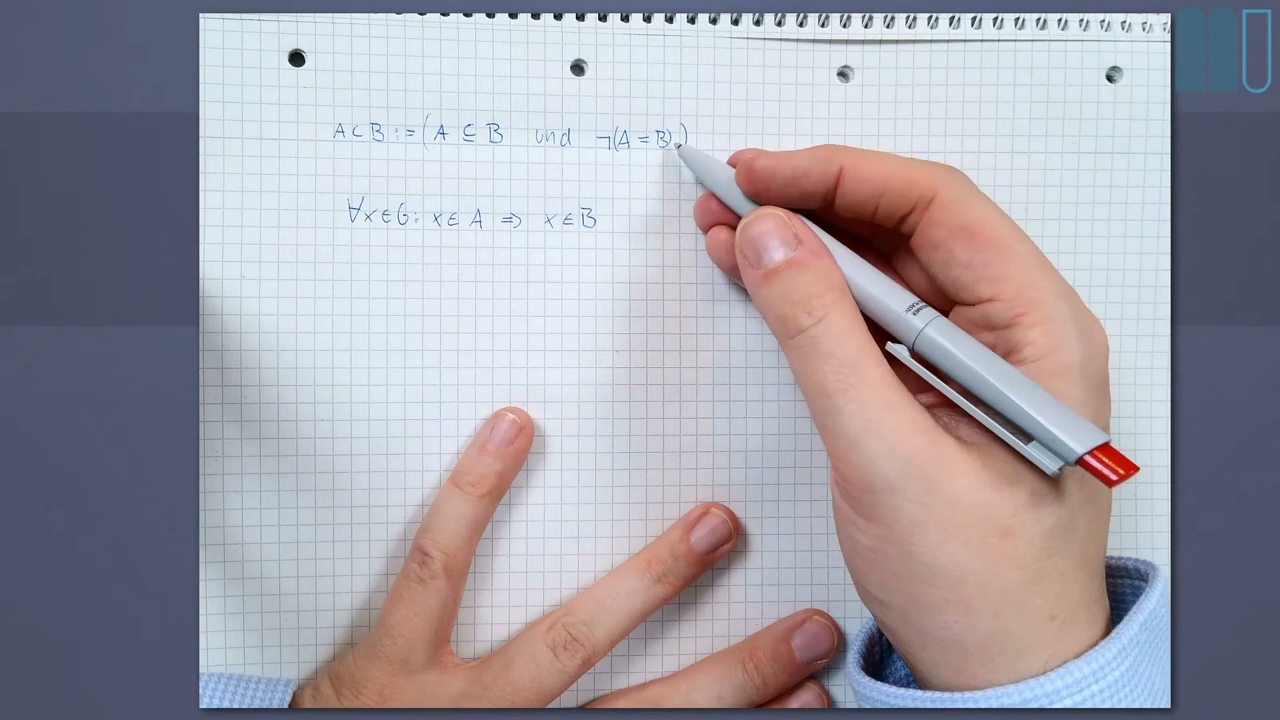 A ⊂ B := (A ⊆ B und ¬(A = B))
∀x∈G: x∈A ⇒ x∈B